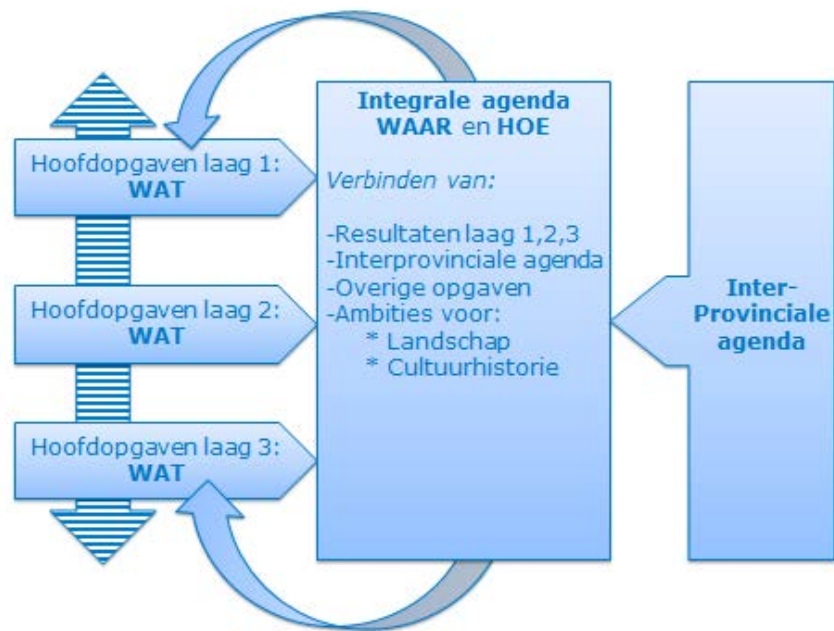 Hoofdopgaven laag 1:
WAT
Hoofdopgaven laag 2:
WAT
Hoofdopgaven laag 3:
WAT
Integrale agenda
WAAR en HOE
Verbinden van:
-Resultaten laag 1,2,3
-Interprovinciale agenda
-Overige opgaven
-Ambities voor:
* Landschap
* Cultuurhistorie
Inter-
Provinciale
agenda